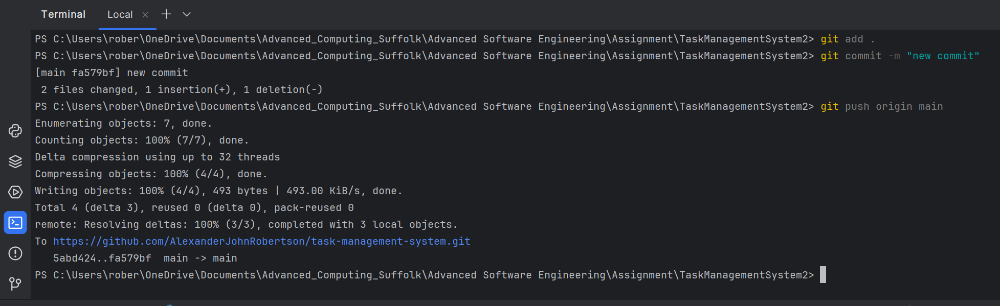 Terminal Local
PS C:\Users\rober\OneDrive\Documents\Advanced_Computing_Suffolk\Advanced Software Engineering\Assignment\TaskManagementSystem2> git add .
PS C:\Users\rober\OneDrive\Documents\Advanced_Computing_Suffolk\Advanced Software Engineering\Assignment\TaskManagementSystem2> git commit -m "new commit"
[main fa579bf] new commit
 2 files changed, 1 insertion(+), 1 deletion(-)
PS C:\Users\rober\OneDrive\Documents\Advanced_Computing_Suffolk\Advanced Software Engineering\Assignment\TaskManagementSystem2> git push origin main
Enumerating objects: 7, done.
Counting objects: 100% (7/7), done.
Delta compression using up to 32 threads
Compressing objects: 100% (4/4), done.
Writing objects: 100% (4/4), 493 bytes | 493.00 KiB/s, done.
Total 4 (delta 3), reused 0 (delta 0), pack-reused 0
remote: Resolving deltas: 100% (3/3), completed with 3 local objects.
To https://github.com/AlexanderJohnRobertson/task-management-system.git
   5abd424..fa579bf  main -> main
PS C:\Users\rober\OneDrive\Documents\Advanced_Computing_Suffolk\Advanced Software Engineering\Assignment\TaskManagementSystem2>